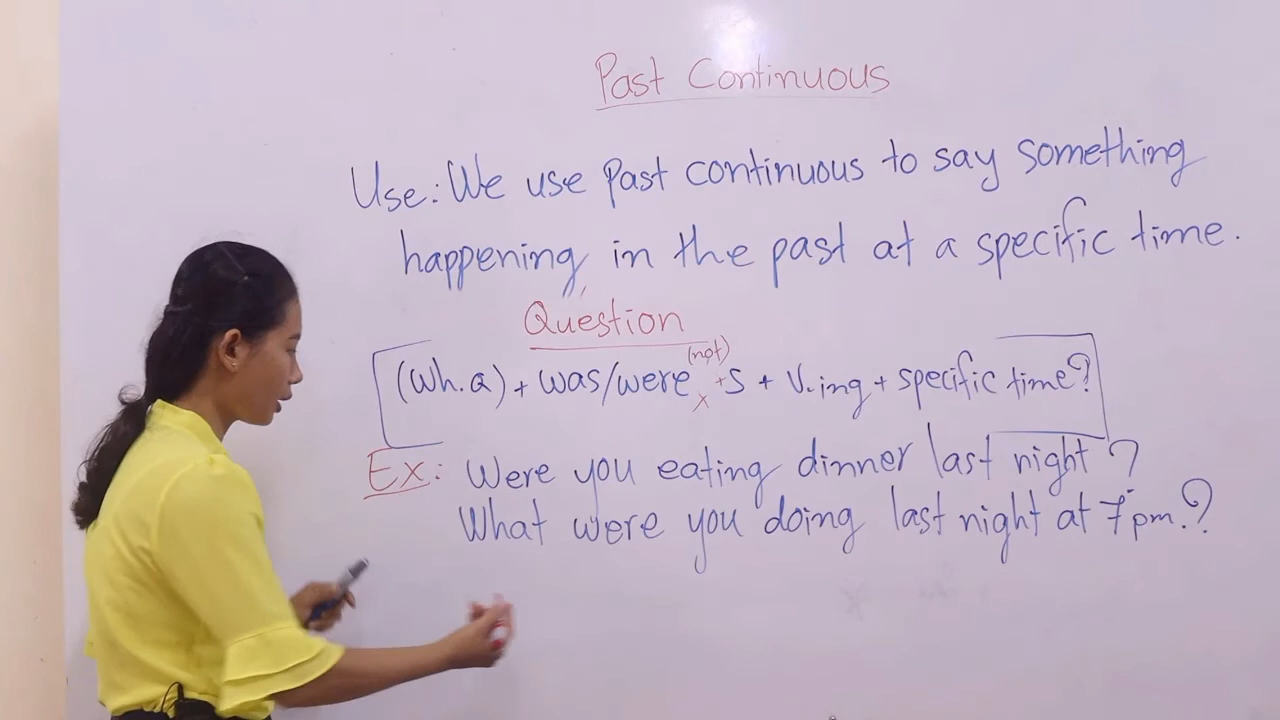 Past Continuous
Use: We use Past continuous to say something
happening in the past at a specific time.
Question
(not)
(Wh.Q) + was/were x + S + V.ing + specific time?
Ex: Were you eating dinner last night ?
What were you doing last night at 7pm.?